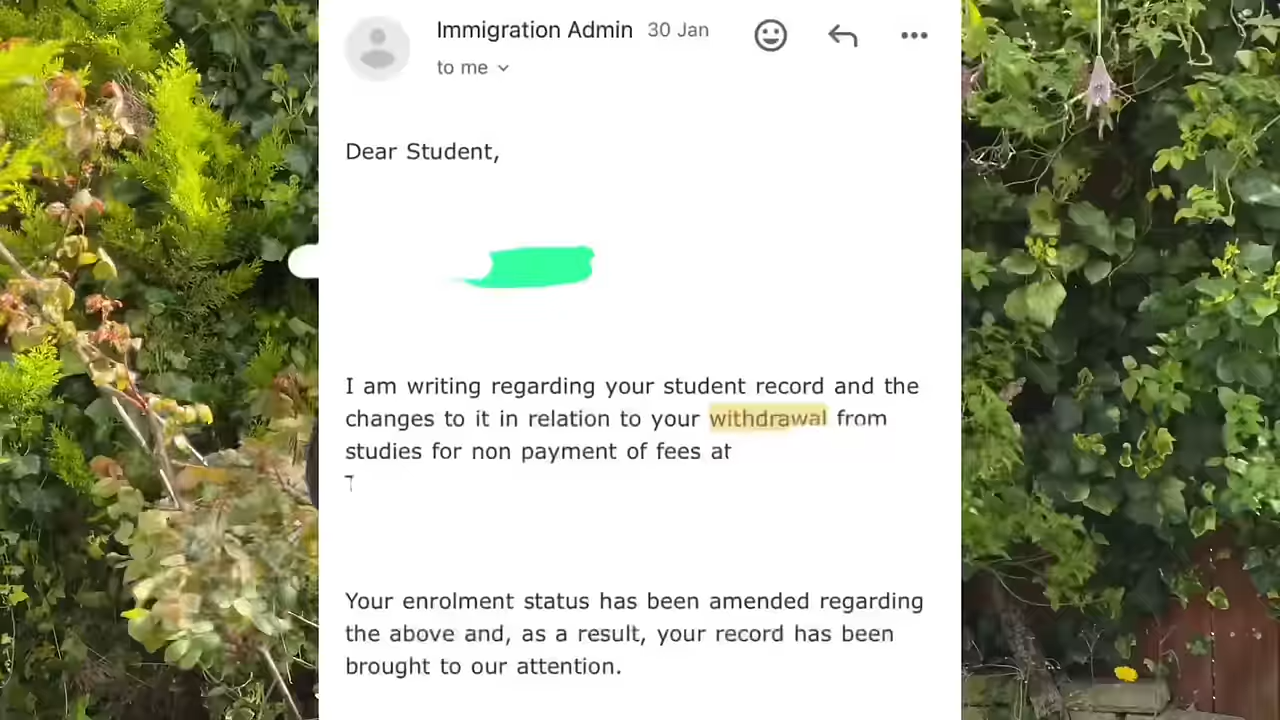 Immigration Admin 30 Jan
to me
Dear Student,
I am writing regarding your student record and the
changes to it in relation to your withdrawal from
studies for non payment of fees at
Your enrolment status has been amended regarding
the above and, as a result, your record has been
brought to our attention.